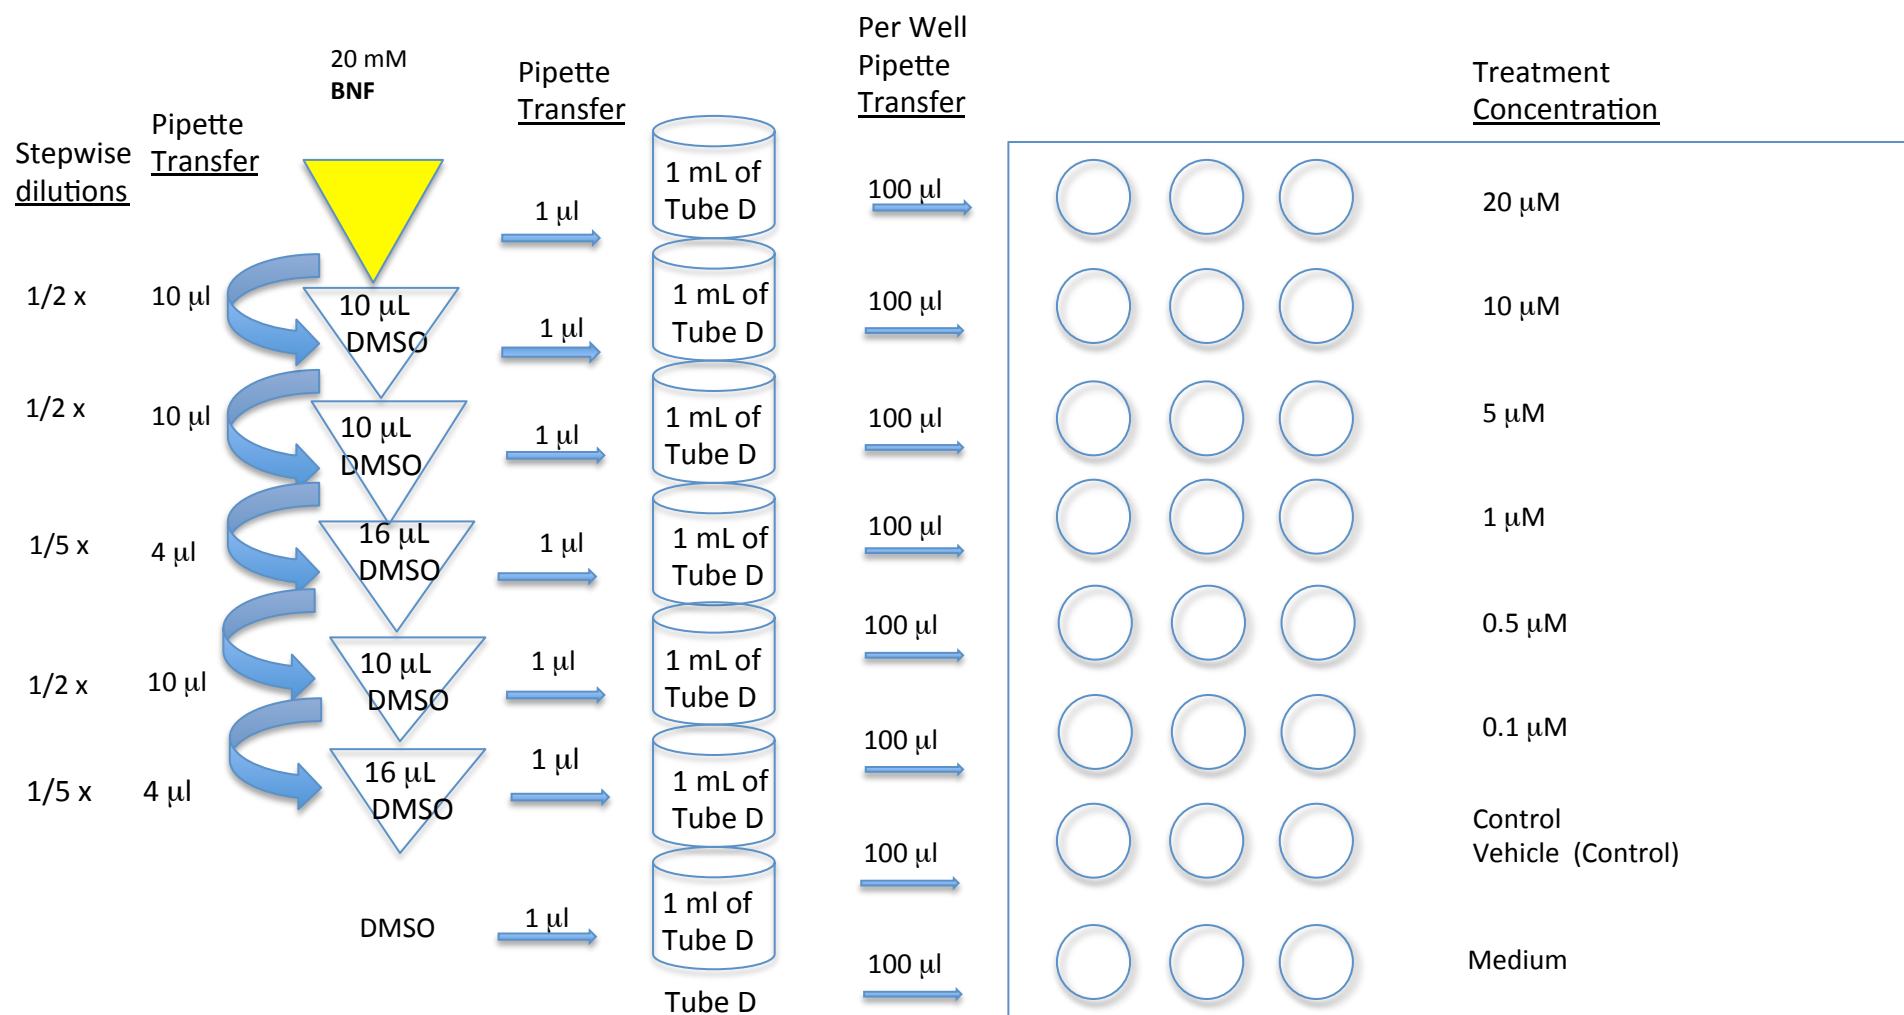 20 mM
BNF
Pipette
Transfer
Per Well
Pipette
Transfer
Treatment
Concentration
Stepwise
dilutions
Pipette
Transfer
1 µl
1 mL of
Tube D
100 µl
20 µM
1/2 x
10 µl
10 µL
DMSO
1 µl
1 mL of
Tube D
100 µl
10 µM
1/2 x
10 µl
10 µL
DMSO
1 µl
1 mL of
Tube D
100 µl
5 µM
1/5 x
4 µl
16 µL
DMSO
1 µl
1 mL of
Tube D
100 µl
1 µM
1/2 x
10 µl
10 µL
DMSO
1 µl
1 mL of
Tube D
100 µl
0.5 µM
1/5 x
4 µl
16 µL
DMSO
1 µl
1 mL of
Tube D
100 µl
0.1 µM
DMSO
1 µl
1 ml of
Tube D
100 µl
Control
Vehicle (Control)
Tube D
100 µl
Medium